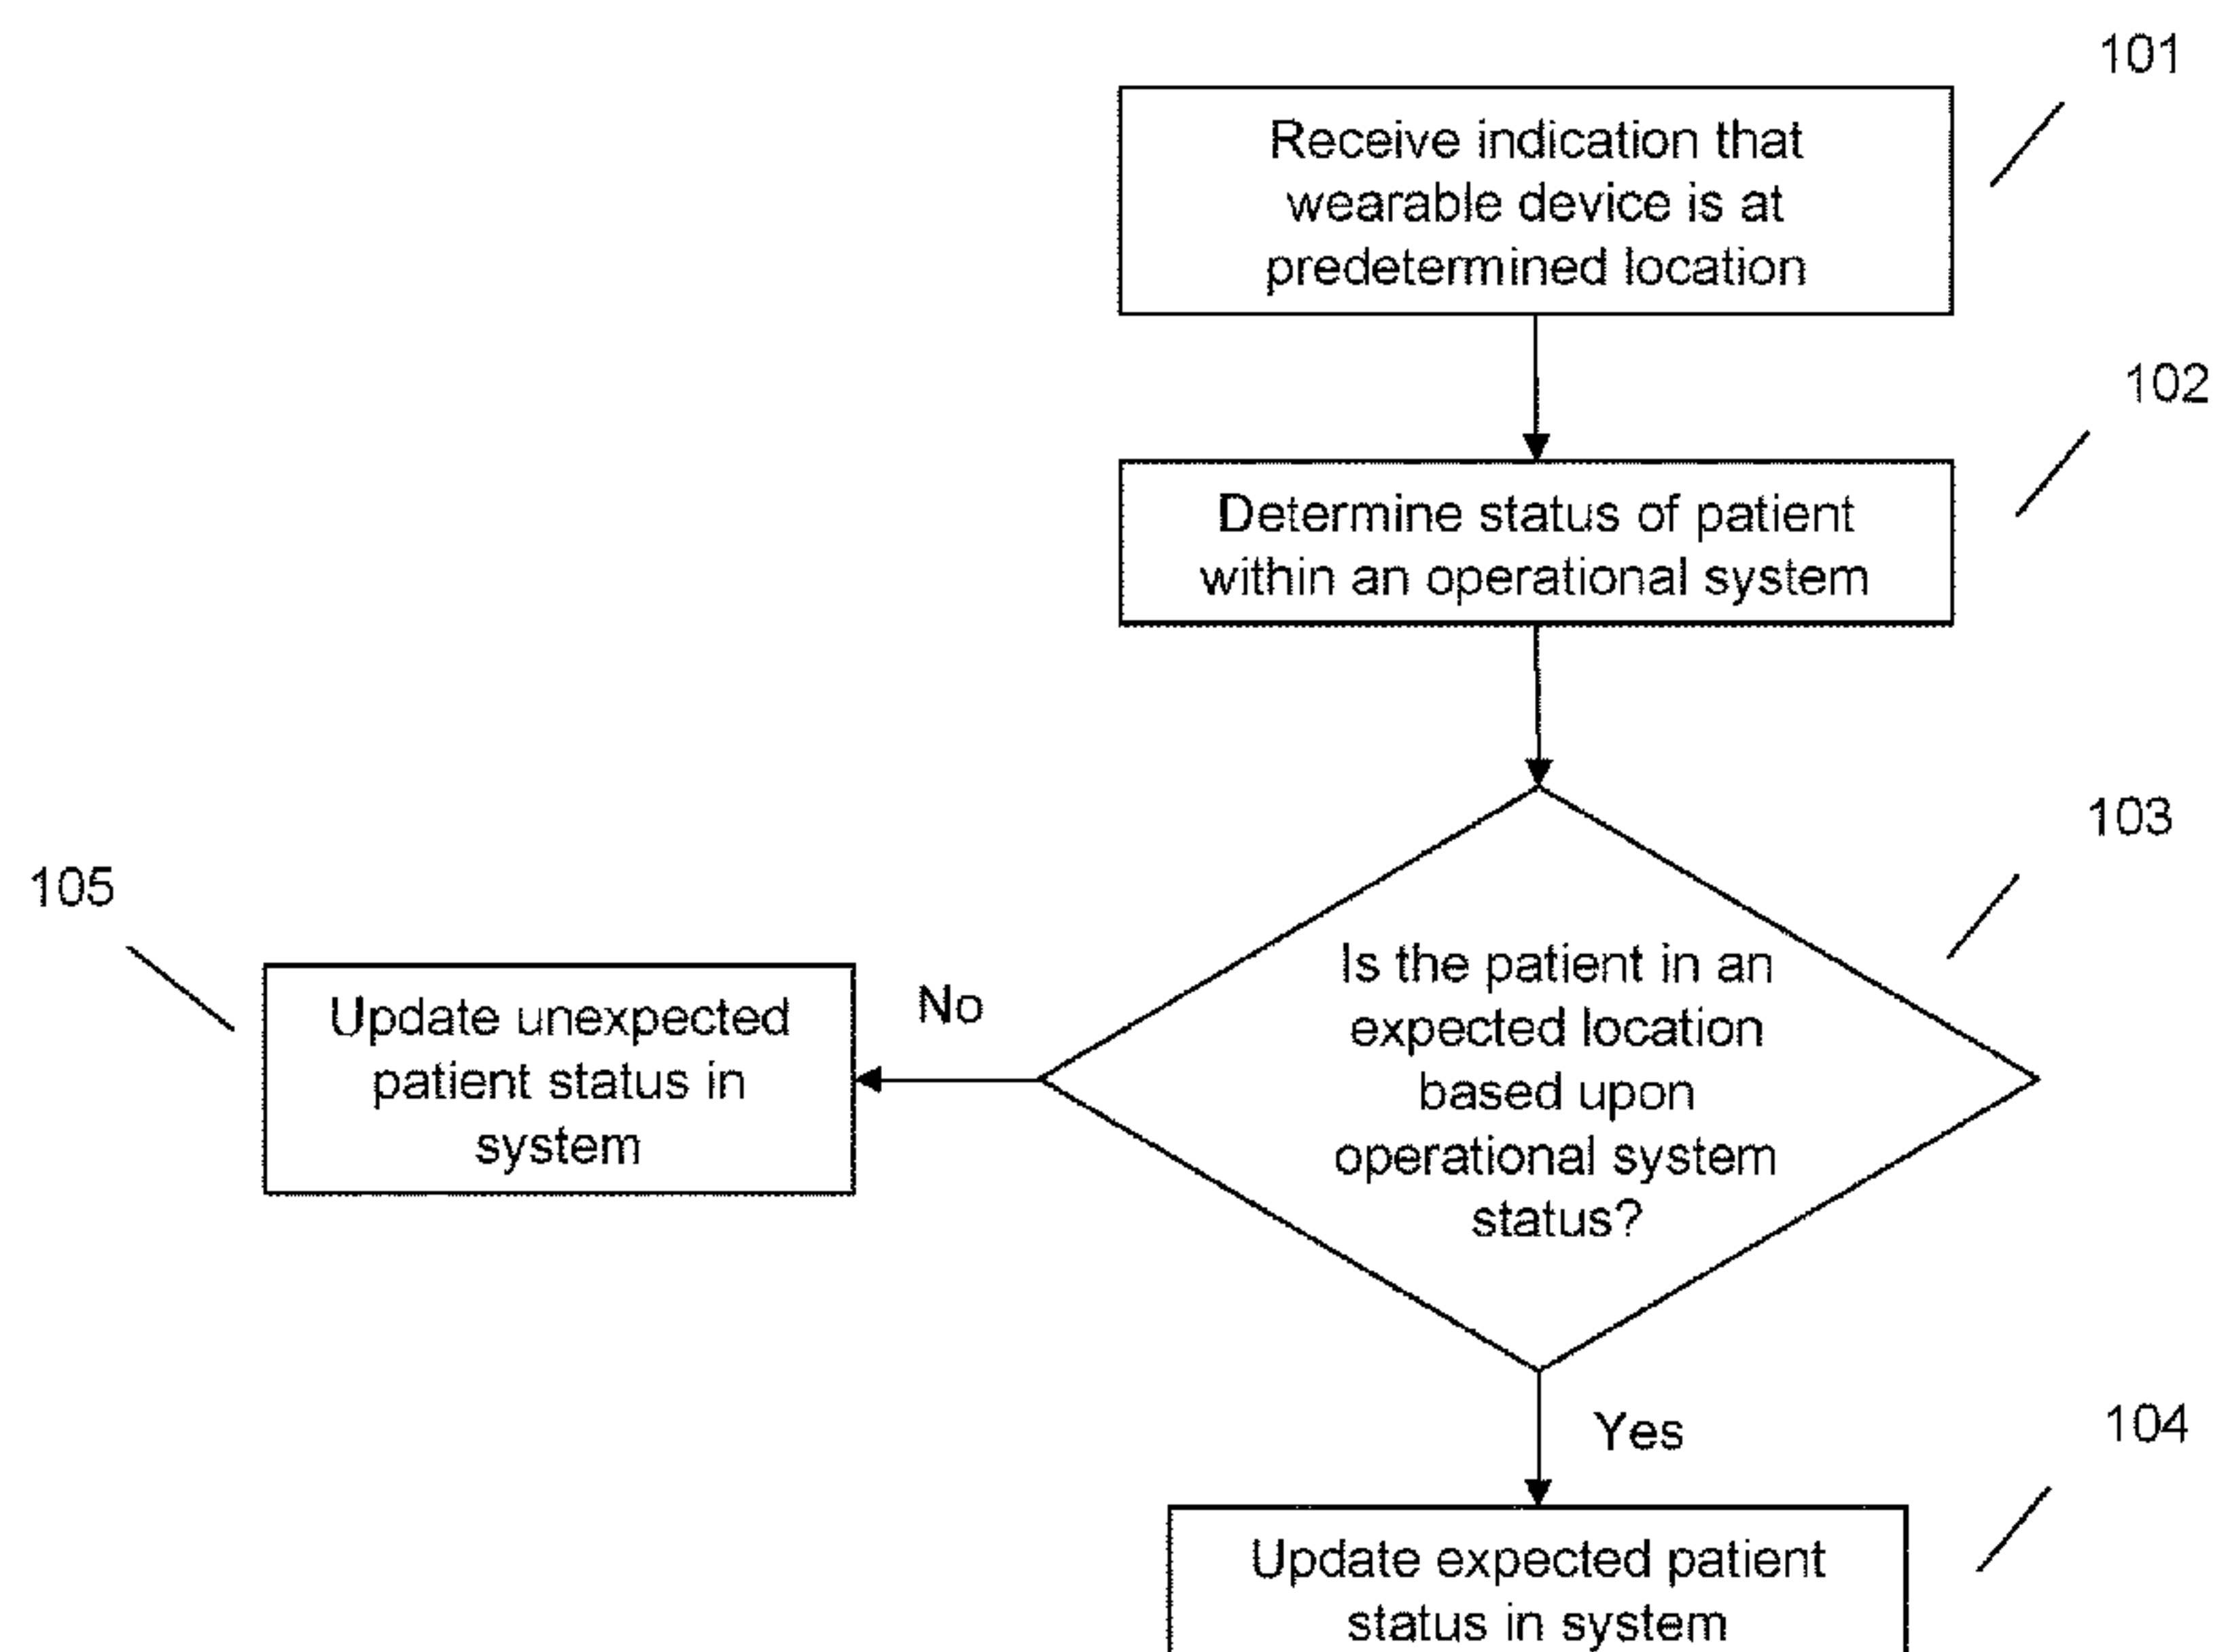 101
Receive indication that
wearable device is at
predetermined location
102
Determine status of patient
within an operational system
103
Is the patient in an
expected location
based upon
operational system
status?
105
No
Update unexpected
patient status in
system
Yes
104
Update expected patient
status in system